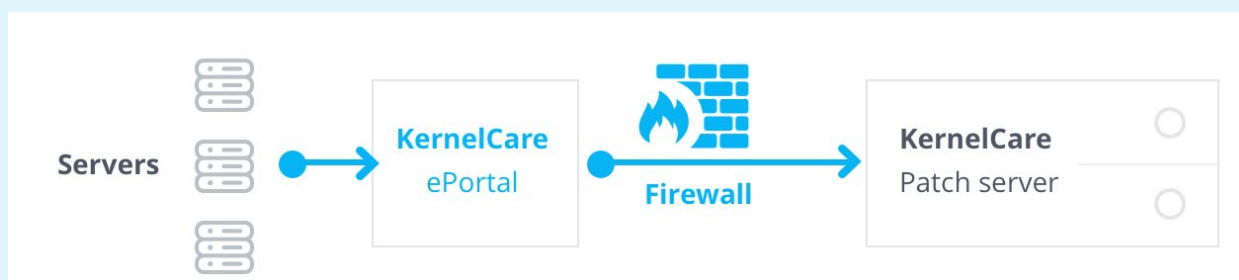 Servers
KernelCare
ePortal
Firewall
KernelCare
Patch server